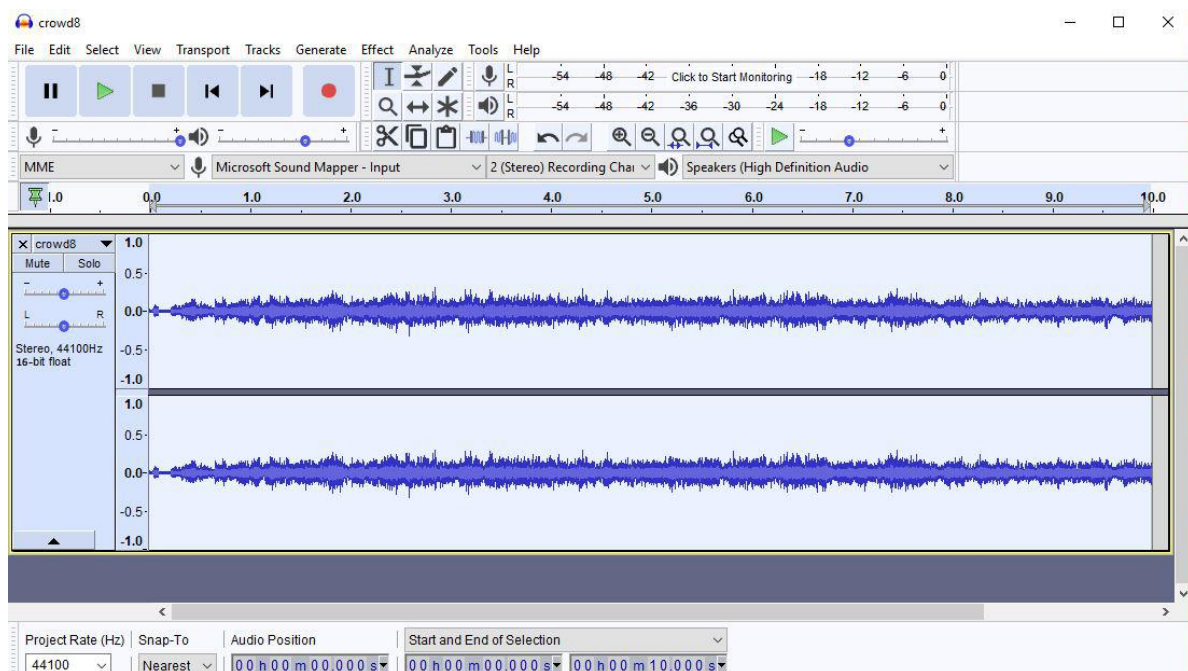 crowd8
File Edit Select View Transport Tracks Generate Effect Analyze Tools Help
L
R
-54 -48 -42 Click to Start Monitoring -18 -12 -6 0
L
R
-54 -48 -42 -36 -30 -24 -18 -12 -6 0
- + - + - +
MME Microsoft Sound Mapper - Input 2 (Stereo) Recording Chai Speakers (High Definition Audio
1.0 0.0 1.0 2.0 3.0 4.0 5.0 6.0 7.0 8.0 9.0 10.0
x crowd8
Mute Solo
- +
L R
Stereo, 44100Hz
16-bit float
1.0
0.5
0.0
-0.5
-1.0
1.0
0.5
0.0
-0.5
-1.0
Project Rate (Hz) Snap-To Audio Position Start and End of Selection
44100 Nearest 00 h 00 m 00.000 s 00 h 00 m 00.000 s 00 h 00 m 10.000 s